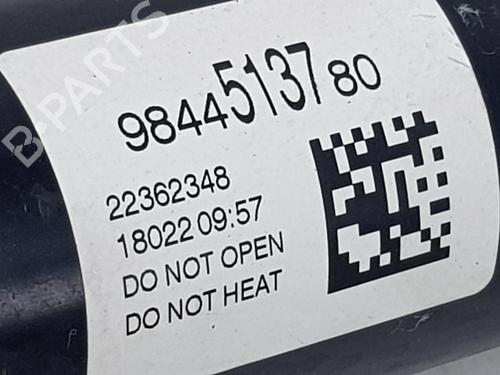 B-PARTS
9844513780
22362348
18022 09:57
DO NOT OPEN
DO NOT HEAT